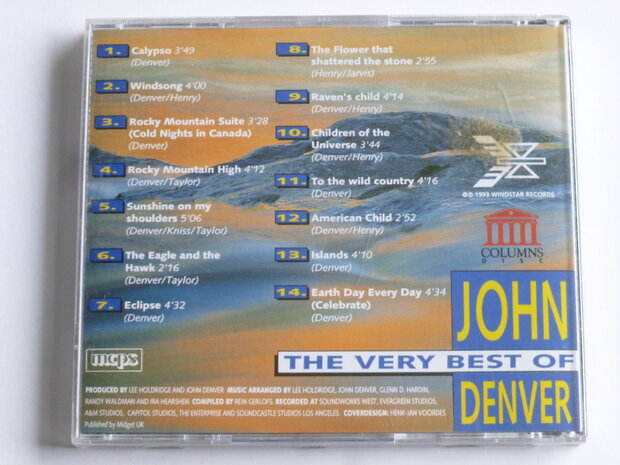 1. Calypso 3'49
(Denver)
2. Windsong 4'00
(Denver/Henry)
3. Rocky Mountain Suite 3'28
(Cold Nights in Canada)
(Denver)
4. Rocky Mountain High 4'12
(Denver/Taylor)
5. Sunshine on my
shoulders 5'06
(Denver/Kniss/Taylor)
6. The Eagle and the
Hawk 2'16
(Denver/Taylor)
7. Eclipse 4'32
(Denver)
8. The Flower that
shattered the stone 2'55
(Henry/Jarvis)
9. Raven's child 4'14
(Denver/Henry)
10. Children of the
Universe 3'44
(Denver/Henry)
11. To the wild country 4'16
(Denver)
12. American Child 2'52
(Denver/Henry)
13. Islands 4'10
(Denver)
14. Earth Day Every Day 4'34
(Celebrate)
(Denver)
©℗ 1993 WINDSTAR RECORDS
COLUMNS
DISC
JOHN
THE VERY BEST OF
DENVER
mcps
PRODUCED BY LEE HOLDRIDGE AND JOHN DENVER MUSIC ARRANGED BY LEE HOLDRIDGE, JOHN DENVER, GLENN D. HARDIN,
RANDY WALDMAN AND IRA HEARSHEN. COMPILED BY REIN GERLOFS. RECORDED AT SOUNDWORKS WEST, EVERGREEN STUDIOS,
A&M STUDIOS, CAPITOL STUDIOS, THE ENTERPRISE AND SOUNDCASTLE STUDIOS LOS ANGELES. COVERDESIGN: HENK-JAN VOORDES
Published by Midget UK